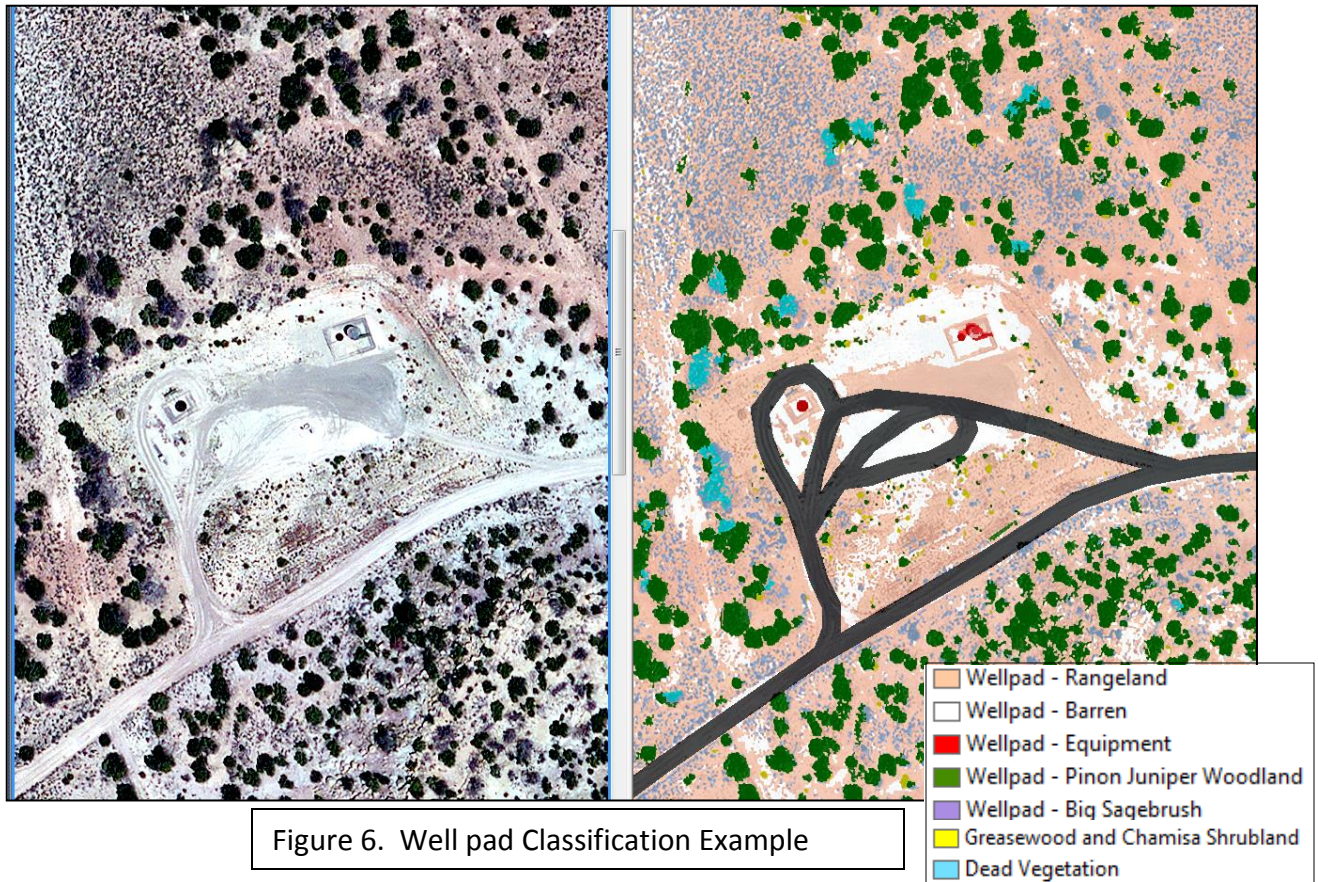 Wellpad - Rangeland
Wellpad - Barren
Wellpad - Equipment
Wellpad - Pinon Juniper Woodland
Wellpad - Big Sagebrush
Greasewood and Chamisa Shrubland
Dead Vegetation
Figure 6. Well pad Classification Example